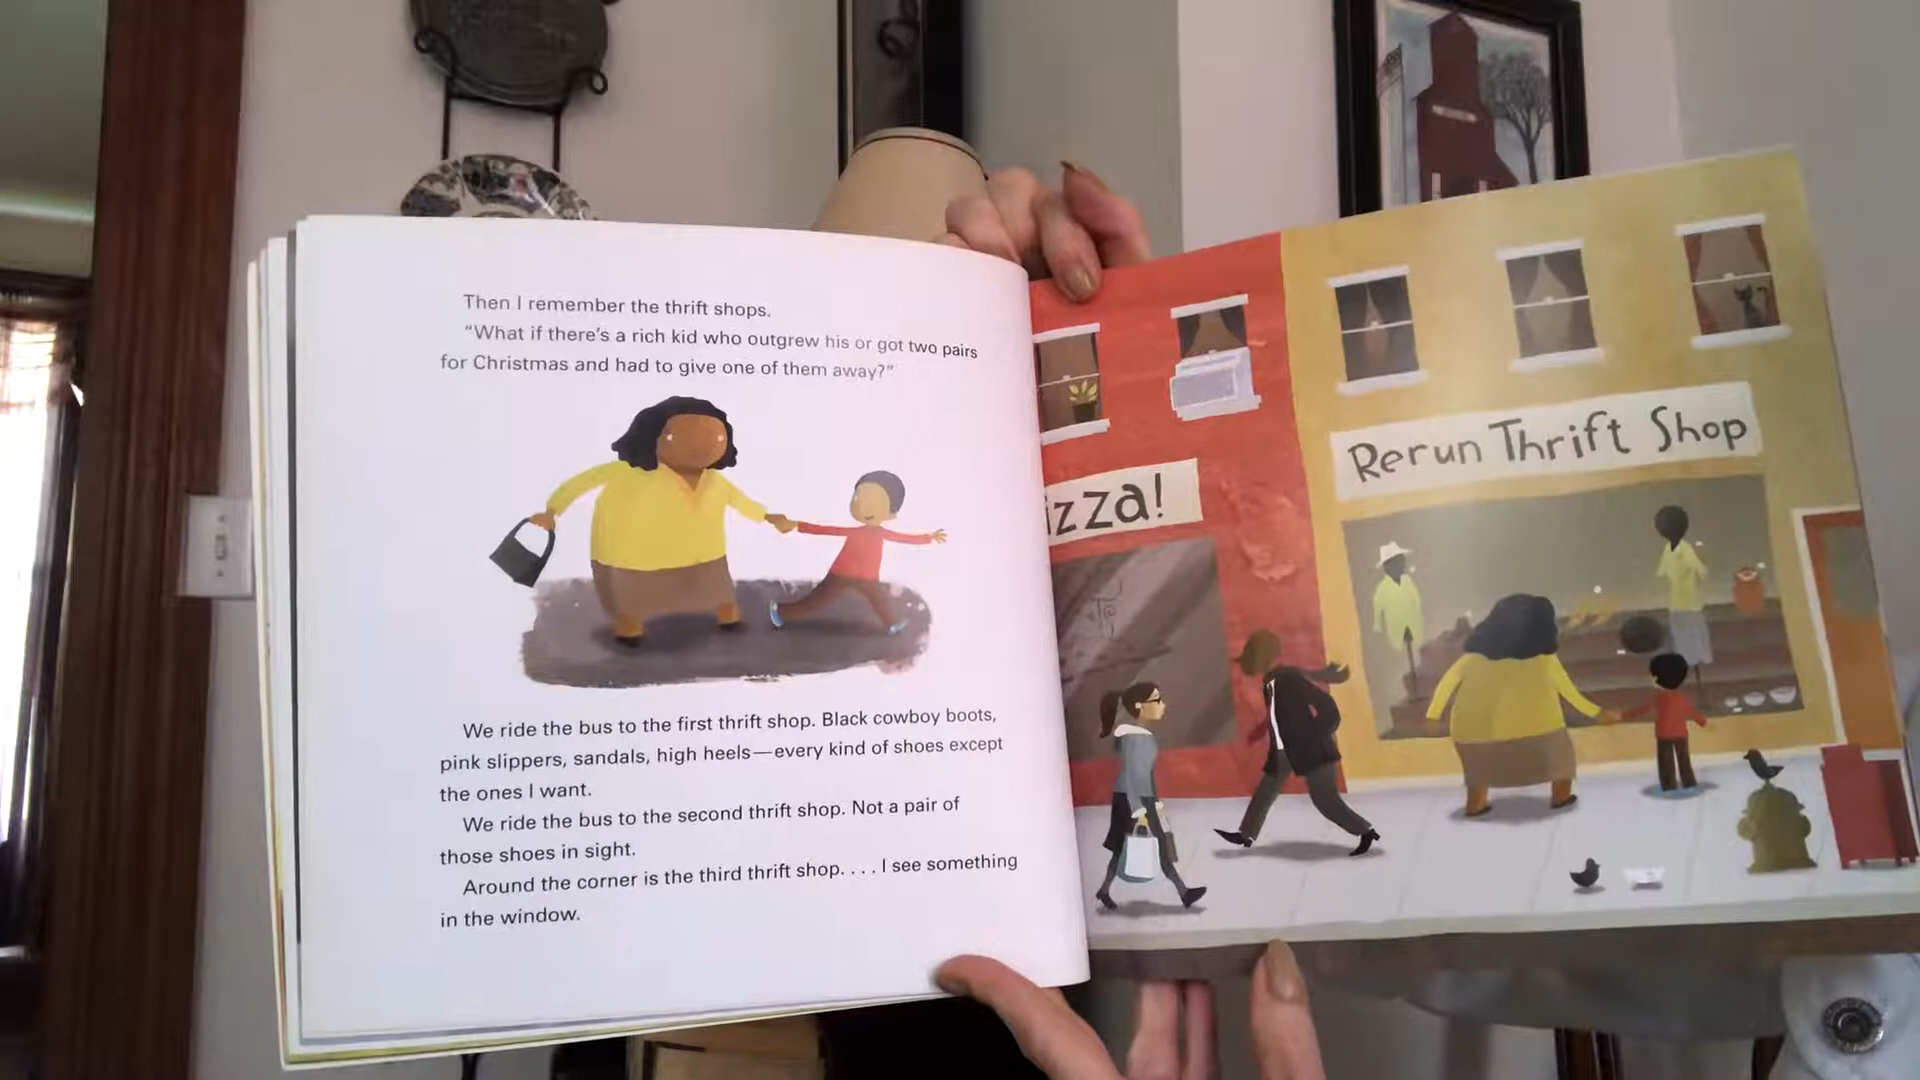 Then I remember the thrift shops.
“What if there’s a rich kid who outgrew his or got two pairs
for Christmas and had to give one of them away?”
We ride the bus to the first thrift shop. Black cowboy boots,
pink slippers, sandals, high heels—every kind of shoes except
the ones I want.
We ride the bus to the second thrift shop. Not a pair of
those shoes in sight.
Around the corner is the third thrift shop. . . . I see something
in the window.
izza!
Rerun Thrift Shop